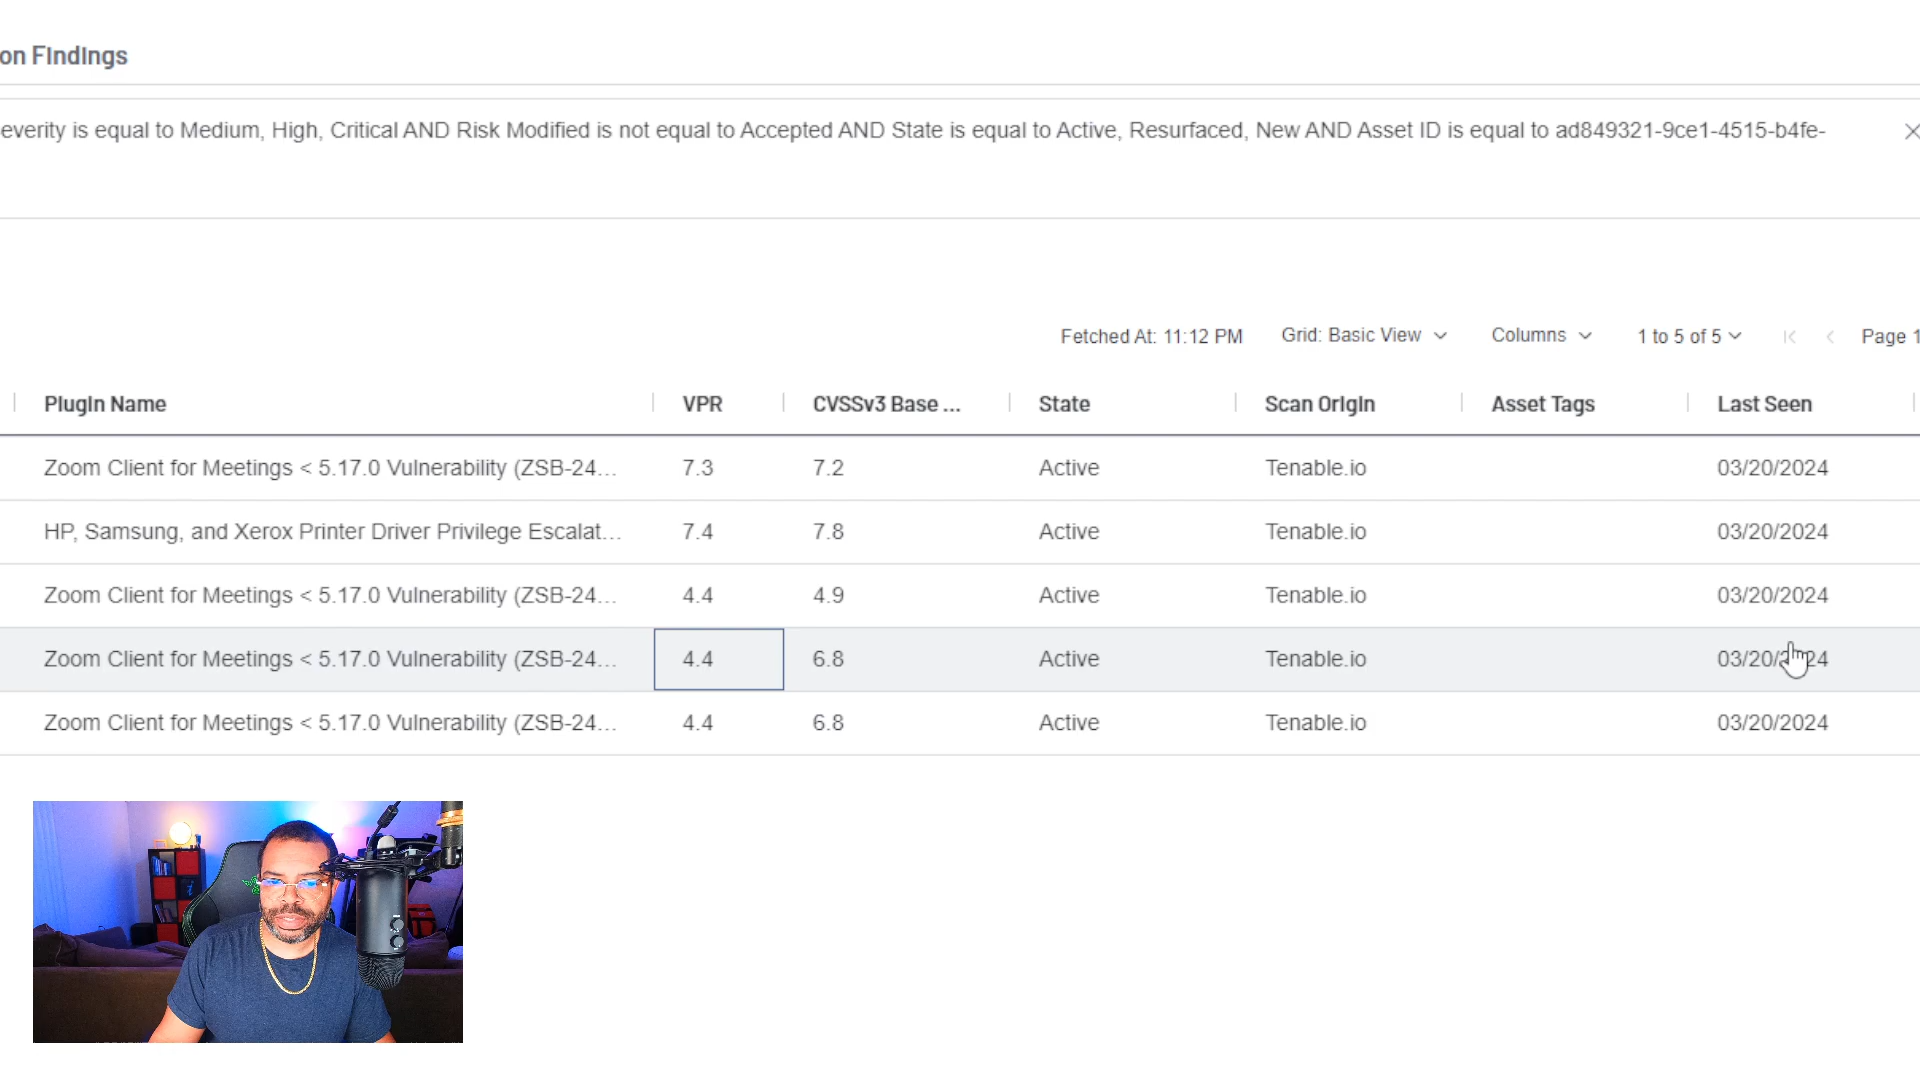 on Findings
everity is equal to Medium, High, Critical AND Risk Modified is not equal to Accepted AND State is equal to Active, Resurfaced, New AND Asset ID is equal to ad849321-9ce1-4515-b4fe-
Fetched At: 11:12 PM Grid: Basic View Columns 1 to 5 of 5 Page 1
Plugin Name VPR CVSSv3 Base ... State Scan Origin Asset Tags Last Seen
Zoom Client for Meetings < 5.17.0 Vulnerability (ZSB-24... 7.3 7.2 Active Tenable.io 03/20/2024
HP, Samsung, and Xerox Printer Driver Privilege Escalat... 7.4 7.8 Active Tenable.io 03/20/2024
Zoom Client for Meetings < 5.17.0 Vulnerability (ZSB-24... 4.4 4.9 Active Tenable.io 03/20/2024
Zoom Client for Meetings < 5.17.0 Vulnerability (ZSB-24... 4.4 6.8 Active Tenable.io 03/20/2024
Zoom Client for Meetings < 5.17.0 Vulnerability (ZSB-24... 4.4 6.8 Active Tenable.io 03/20/2024